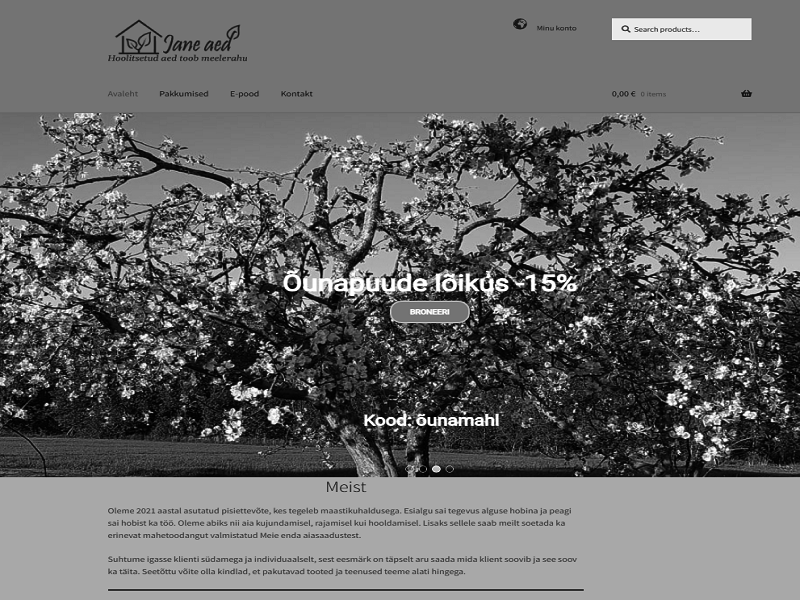 Jane aed
Hoolitsetud aed toob meelerahu
Minu konto
Search products…
Avaleht
Pakkumised
E-pood
Kontakt
0,00 € 0 items
Õunapuude lõikus -15%
BRONEERI
Kood: õunamahl
Meist
Oleme 2021 aastal asutatud pisiettevõte, kes tegeleb maastikuhaldusega. Esialgu sai tegevus alguse hobina ja peagi
sai hobist ka töö. Oleme abiks nii aia kujundamisel, rajamisel kui hooldamisel. Lisaks sellele saab meilt soetada ka
erinevat mahetoodangut valmistatud Meie enda aiasaadustest.
Suhtume igasse klienti südamega ja individuaalselt, sest eesmärk on täpselt aru saada mida klient soovib ja see soov
ka täita. Seetõttu võite olla kindlad, et pakutavad tooted ja teenused teeme alati hingega.